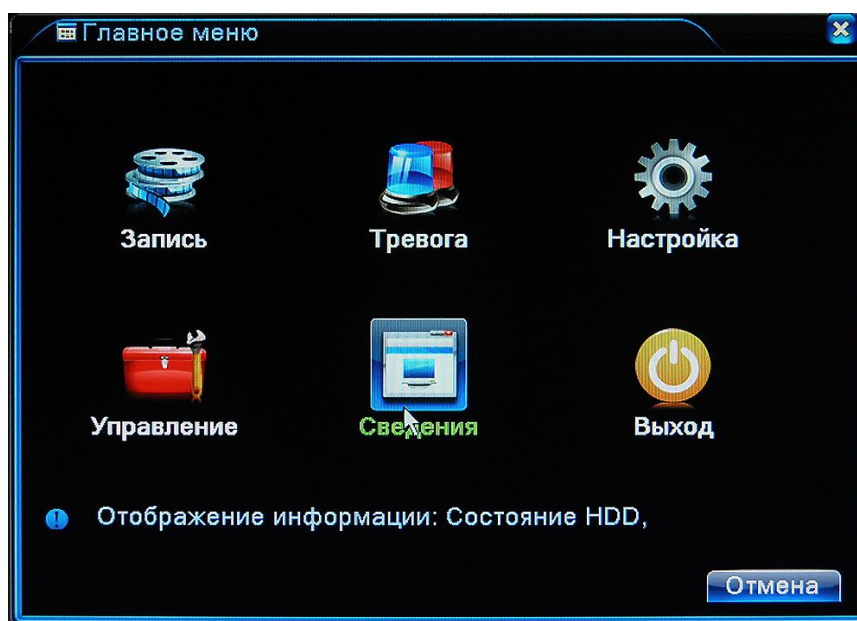 Главное меню
Запись
Тревога
Настройка
Управление
Сведения
Выход
Отображение информации: Состояние HDD,
Отмена